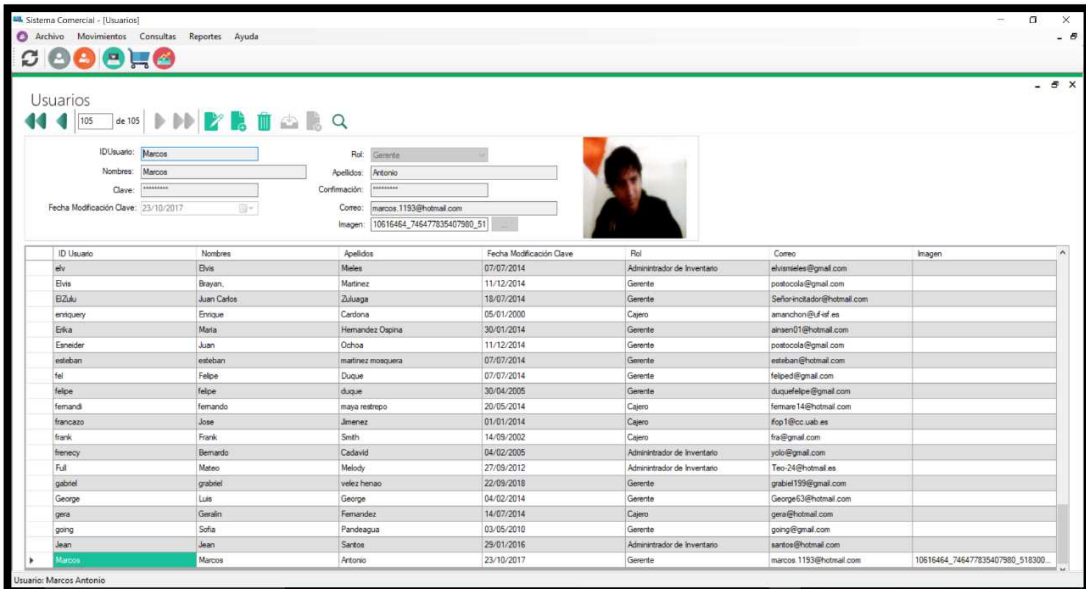 Sistema Comercial - [Usuarios]
Archivo Movimientos Consultas Reportes Ayuda
Usuarios
105 de 105
IDUsuario: Marcos Rol: Gerente
Nombres: Marcos Apellidos: Antonio
Clave: ********* Confirmación: *********
Fecha Modificación Clave: 23/10/2017 Correo: marcos.1193@hotmail.com
Imagen: 10616464_746477835407980_51 ...
ID Usuario Nombres Apellidos Fecha Modificación Clave Rol Correo Imagen
elv Elvis Mieles 07/07/2014 Adminintrador de Inventario elvismieles@gmail.com
Elvis Brayan, Martinez 11/12/2014 Gerente postocola@gmail.com
ElZulu Juan Carlos Zuluaga 18/07/2014 Gerente Señor-incitador@hotmail.com
enriquery Enrique Cardona 05/01/2000 Cajero amanchon@uf-isf.es
Erika Maria Hernandez Ospina 30/01/2014 Gerente ainsen01@hotmail.com
Esneider Juan Ochoa 11/12/2014 Gerente postocola@gmail.com
esteban esteban martinez mosquera 07/07/2014 Gerente esteban@hotmail.com
fel Felipe Duque 07/07/2014 Gerente feliped@gmail.com
felipe felipe duque 30/04/2005 Gerente duquefelipe@gmail.com
fernandi fernando maya restrepo 20/05/2014 Cajero fermare14@hotmail.com
francazo Jose Jimenez 01/01/2014 Cajero ifop1@cc.uab.es
frank Frank Smith 14/09/2002 Cajero fra@gmail.com
frenecy Bernardo Cadavid 04/02/2005 Adminintrador de Inventario yolo@gmail.com
Full Mateo Melody 27/09/2012 Adminintrador de Inventario Teo-24@hotmail.es
gabriel grabriel velez henao 22/09/2018 Gerente grabiel199@gmail.com
George Luis George 04/02/2014 Gerente George63@hotmail.com
gera Geralin Fernandez 14/07/2014 Cajero gera@hotmail.com
going Sofia Pandeagua 03/05/2010 Gerente going@gmail.com
Jean Jean Santos 29/01/2016 Adminintrador de Inventario santos@hotmail.com
Marcos Marcos Antonio 23/10/2017 Gerente marcos.1193@hotmail.com 10616464_746477835407980_518300...
Usuario: Marcos Antonio